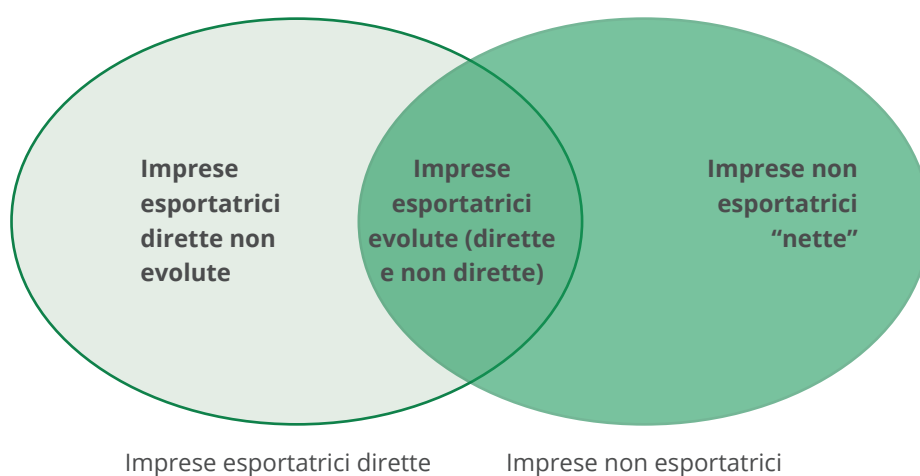 Imprese
esportatrici
dirette non
evolute
Imprese
esportatrici
evolute (dirette
e non dirette)
Imprese non
esportatrici
“nette”
Imprese esportatrici dirette
Imprese non esportatrici